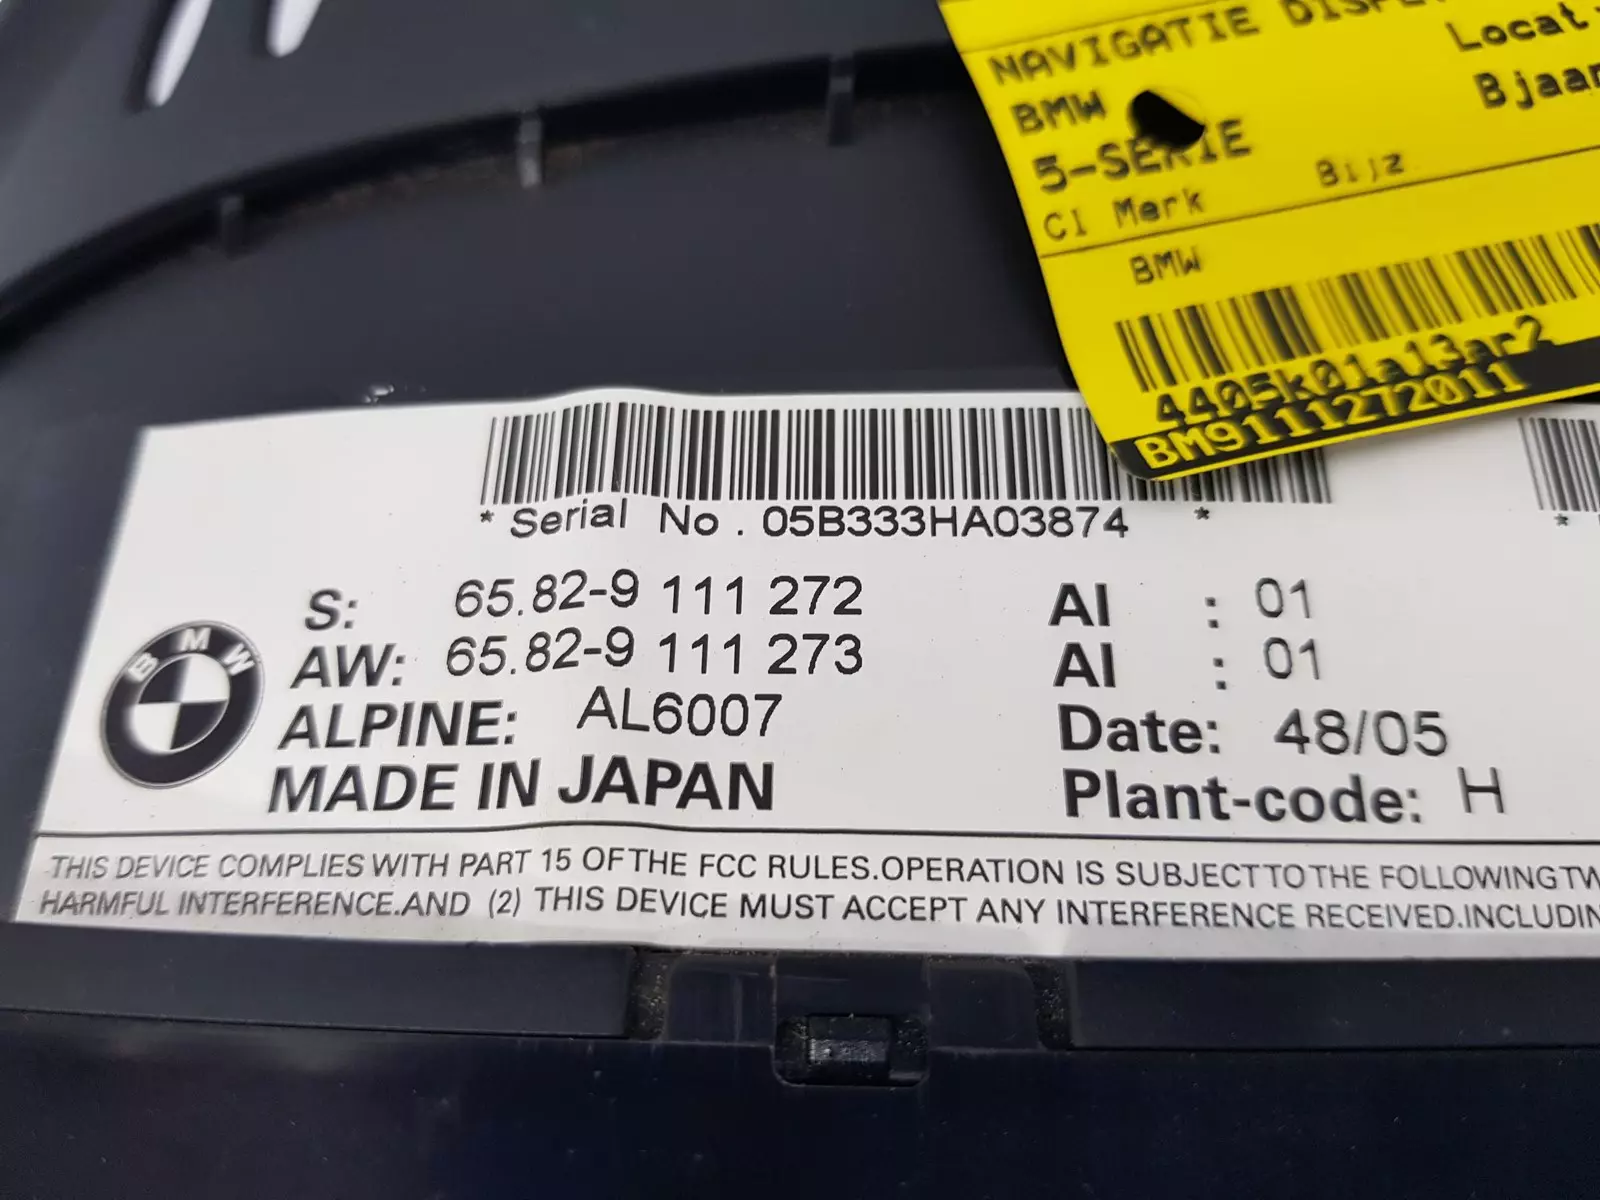 NAVIGATIE
BMW
5-SERIE
Locat
Bjaar
CI Merk Bijz
BMW
4405k01a13ar2
BM9111272011
* Serial No . 05B333HA03874 *
*
S: 65.82-9 111 272 AI : 01
AW: 65.82-9 111 273 AI : 01
ALPINE: AL6007 Date: 48/05
MADE IN JAPAN Plant-code: H
BMW
THIS DEVICE COMPLIES WITH PART 15 OF THE FCC RULES.OPERATION IS SUBJECT TO THE FOLLOWING TW
HARMFUL INTERFERENCE.AND (2) THIS DEVICE MUST ACCEPT ANY INTERFERENCE RECEIVED.INCLUDIN